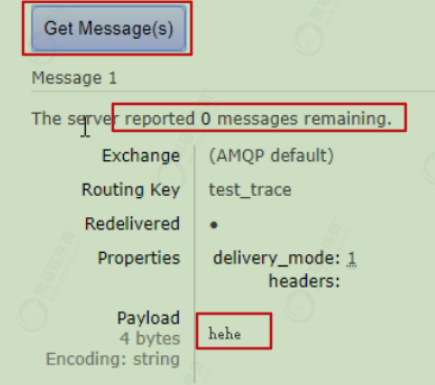 Get Message(s)
Message 1
The server reported 0 messages remaining.
Exchange (AMQP default)
Routing Key test_trace
Redelivered ●
Properties delivery_mode: 1
headers:
Payload
4 bytes
Encoding: string
hehe